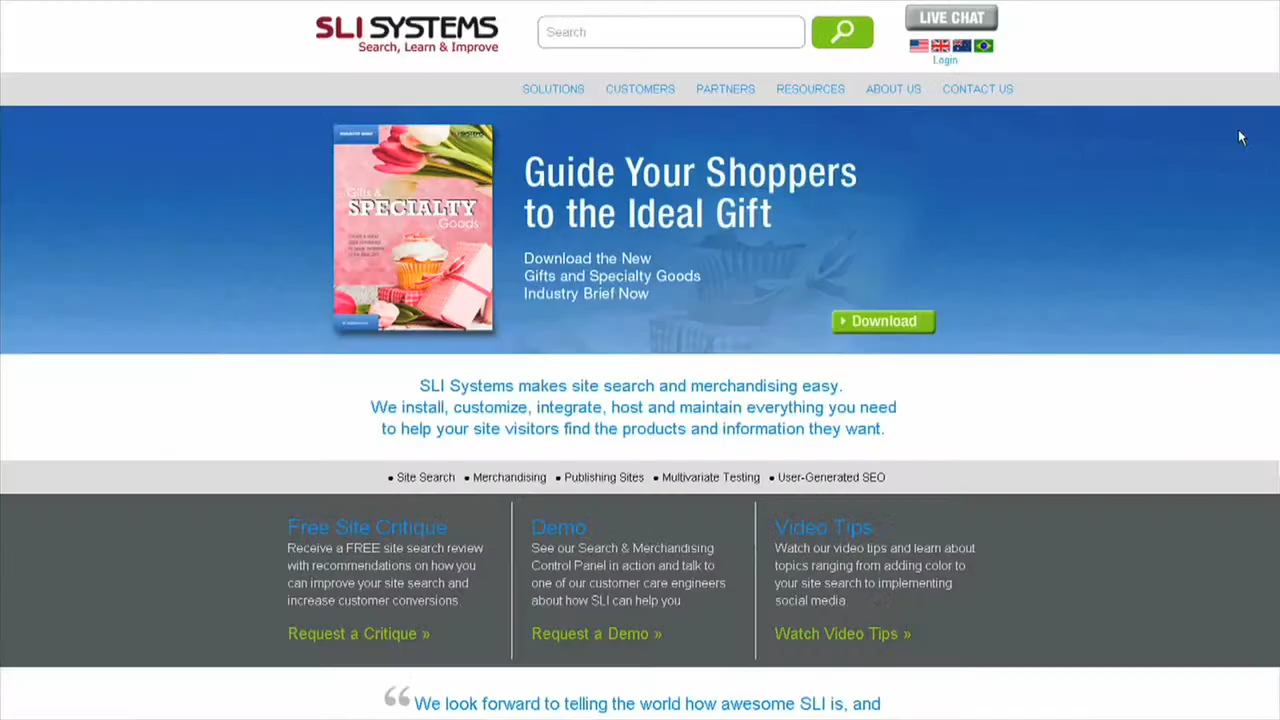 SLI SYSTEMS
Search, Learn & Improve
Search
LIVE CHAT
Login
SOLUTIONS CUSTOMERS PARTNERS RESOURCES ABOUT US CONTACT US
SLI SYSTEMS
Gifts &
SPECIALTY
Goods
Guide Your Shoppers
to the Ideal Gift
Download the New
Gifts and Specialty Goods
Industry Brief Now
Download
SLI Systems makes site search and merchandising easy.
We install, customize, integrate, host and maintain everything you need
to help your site visitors find the products and information they want.
• Site Search • Merchandising • Publishing Sites • Multivariate Testing • User-Generated SEO
Free Site Critique
Receive a FREE site search review
with recommendations on how you
can improve your site search and
increase customer conversions
Request a Critique »
Demo
See our Search & Merchandising
Control Panel in action and talk to
one of our customer care engineers
about how SLI can help you
Request a Demo »
Video Tips
Watch our video tips and learn about
topics ranging from adding color to
your site search to implementing
social media
Watch Video Tips »
“ We look forward to telling the world how awesome SLI is, and